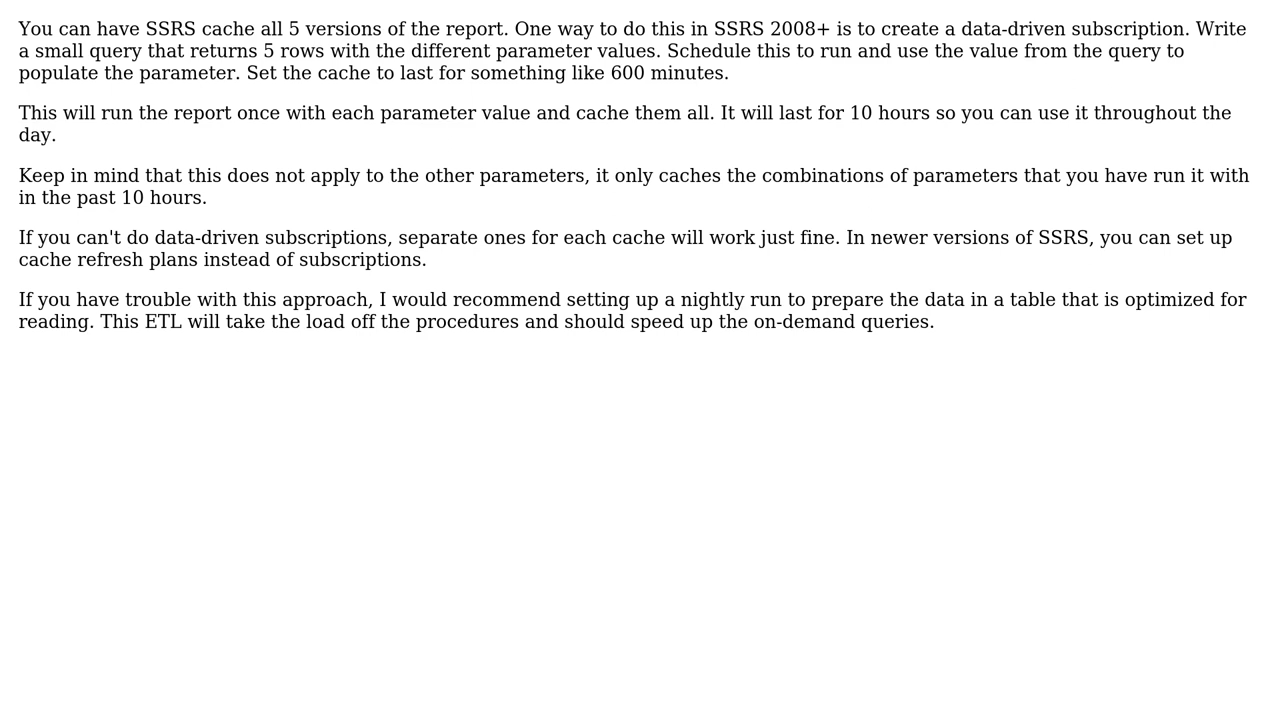 You can have SSRS cache all 5 versions of the report. One way to do this in SSRS 2008+ is to create a data-driven subscription. Write
a small query that returns 5 rows with the different parameter values. Schedule this to run and use the value from the query to
populate the parameter. Set the cache to last for something like 600 minutes.
This will run the report once with each parameter value and cache them all. It will last for 10 hours so you can use it throughout the
day.
Keep in mind that this does not apply to the other parameters, it only caches the combinations of parameters that you have run it with
in the past 10 hours.
If you can't do data-driven subscriptions, separate ones for each cache will work just fine. In newer versions of SSRS, you can set up
cache refresh plans instead of subscriptions.
If you have trouble with this approach, I would recommend setting up a nightly run to prepare the data in a table that is optimized for
reading. This ETL will take the load off the procedures and should speed up the on-demand queries.